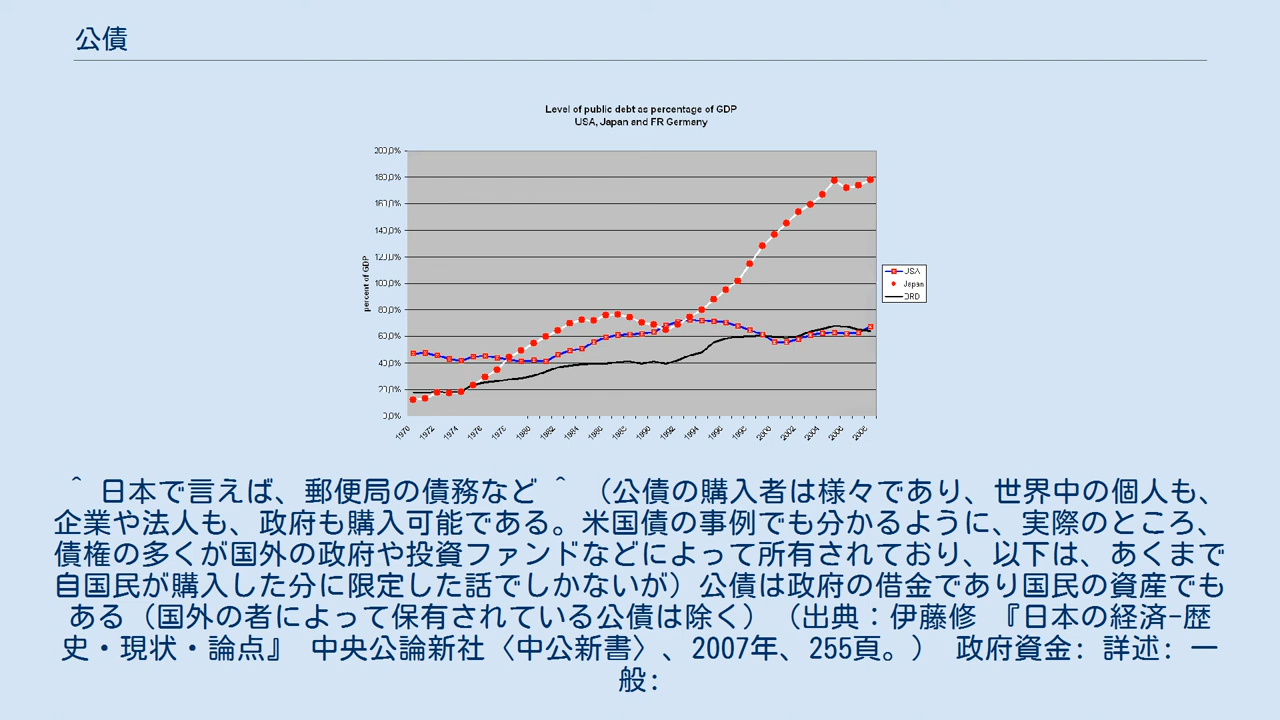 公債
Level of public debt as percentage of GDP
USA, Japan and FR Germany
200,0%
180,0%
160,0%
140,0%
120,0%
100,0%
80,0%
60,0%
40,0%
20,0%
0,0%
percent of GDP
1970 1972 1974 1976 1978 1980 1982 1984 1986 1988 1990 1992 1994 1996 1998 2000 2002 2004 2006 2008
USA
Japan
BRD
^ 日本で言えば、郵便局の債務など ^ （公債の購入者は様々であり、世界中の個人も、
企業や法人も、政府も購入可能である。米国債の事例でも分かるように、実際のところ、
債権の多くが国外の政府や投資ファンドなどによって所有されており、以下は、あくまで
自国民が購入した分に限定した話でしかないが）公債は政府の借金であり国民の資産でも
ある（国外の者によって保有されている公債は除く）（出典：伊藤修 『日本の経済-歴
史・現状・論点』 中央公論新社〈中公新書〉、2007年、255頁。） 政府資金: 詳述: 一
般: